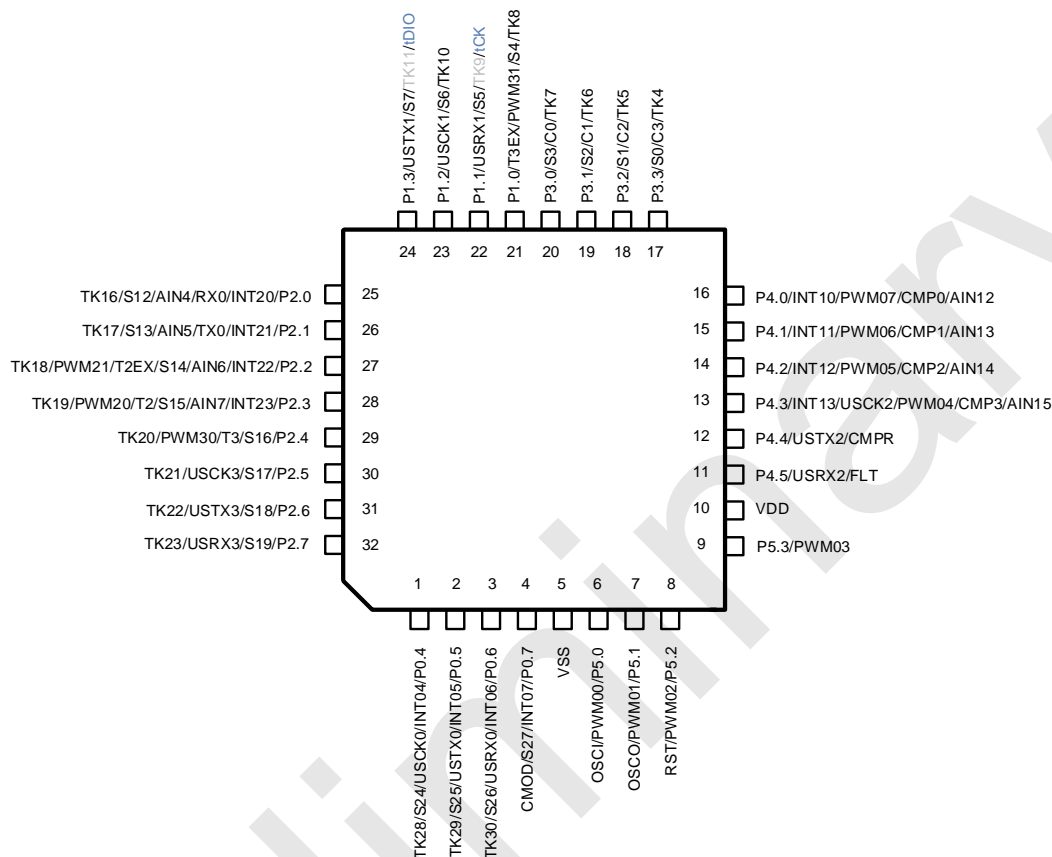 P1.3/USTX1/S7/TK11/tDIO
P1.2/USCK1/S6/TK10
P1.1/USRX1/S5/TK9/tCK
P1.0/T3EX/PWM31/S4/TK8
P3.0/S3/C0/TK7
P3.1/S2/C1/TK6
P3.2/S1/C2/TK5
P3.3/S0/C3/TK4
24 23 22 21 20 19 18 17
TK16/S12/AIN4/RX0/INT20/P2.0 25
TK17/S13/AIN5/TX0/INT21/P2.1 26
TK18/PWM21/T2EX/S14/AIN6/INT22/P2.2 27
TK19/PWM20/T2/S15/AIN7/INT23/P2.3 28
TK20/PWM30/T3/S16/P2.4 29
TK21/USCK3/S17/P2.5 30
TK22/USTX3/S18/P2.6 31
TK23/USRX3/S19/P2.7 32
16 P4.0/INT10/PWM07/CMP0/AIN12
15 P4.1/INT11/PWM06/CMP1/AIN13
14 P4.2/INT12/PWM05/CMP2/AIN14
13 P4.3/INT13/USCK2/PWM04/CMP3/AIN15
12 P4.4/USTX2/CMPR
11 P4.5/USRX2/FLT
10 VDD
9 P5.3/PWM03
1 2 3 4 5 6 7 8
TK28/S24/USCK0/INT04/P0.4
TK29/S25/USTX0/INT05/P0.5
TK30/S26/USRX0/INT06/P0.6
CMOD/S27/INT07/P0.7
VSS
OSCI/PWM00/P5.0
OSCO/PWM01/P5.1
RST/PWM02/P5.2